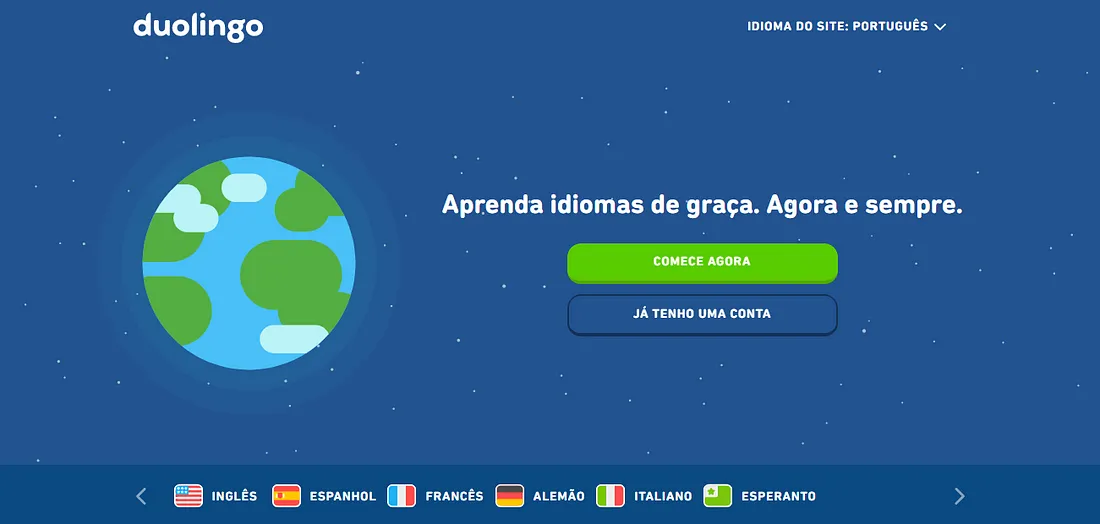 duolingo
IDIOMA DO SITE: PORTUGUÊS
Aprenda idiomas de graça. Agora e sempre.
COMECE AGORA
JÁ TENHO UMA CONTA
INGLÊS ESPANHOL FRANCÊS ALEMÃO ITALIANO ESPERANTO